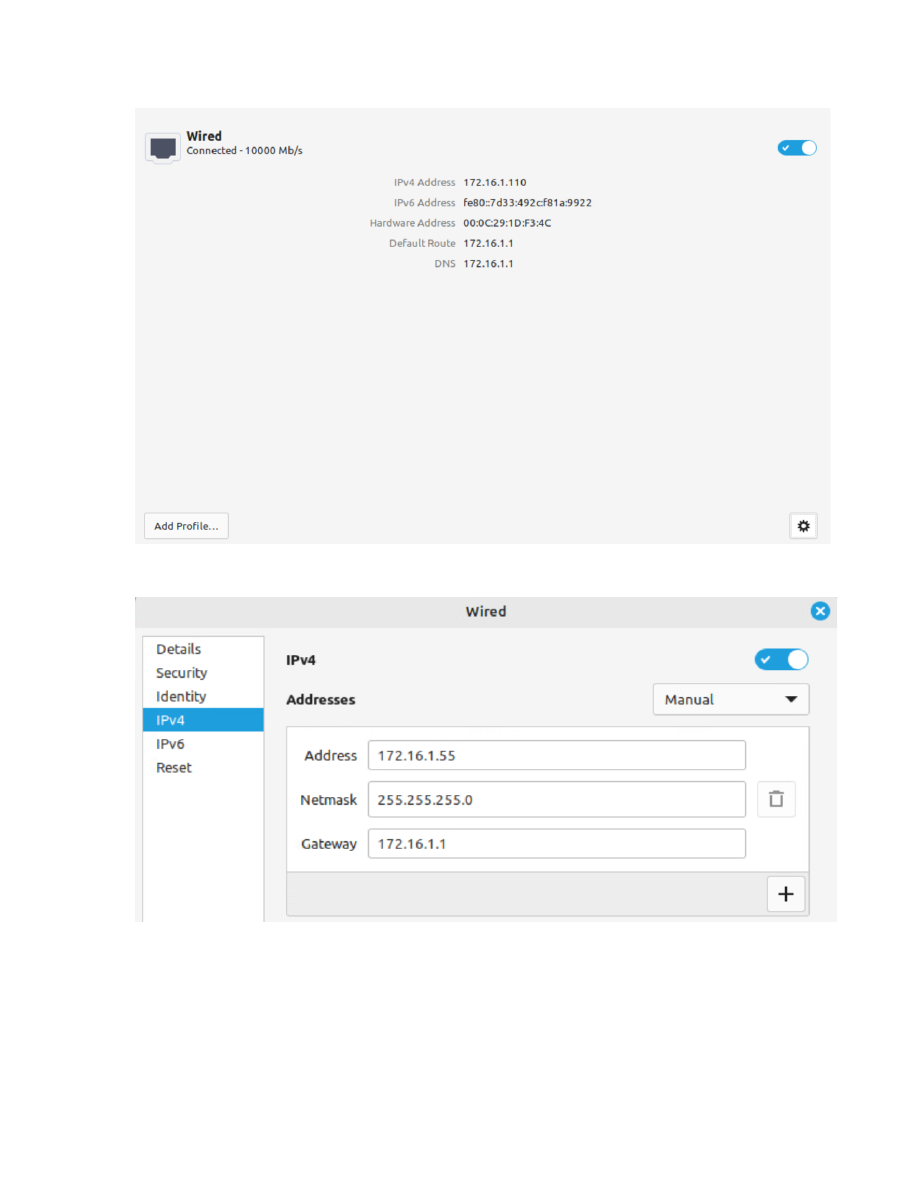 Wired
Connected - 10000 Mb/s
IPv4 Address 172.16.1.110
IPv6 Address fe80::7d33:492c:f81a:9922
Hardware Address 00:0C:29:1D:F3:4C
Default Route 172.16.1.1
DNS 172.16.1.1
Add Profile...
Wired
Details
Security
Identity
IPv4
IPv6
Reset
IPv4
Addresses Manual
Address 172.16.1.55
Netmask 255.255.255.0
Gateway 172.16.1.1